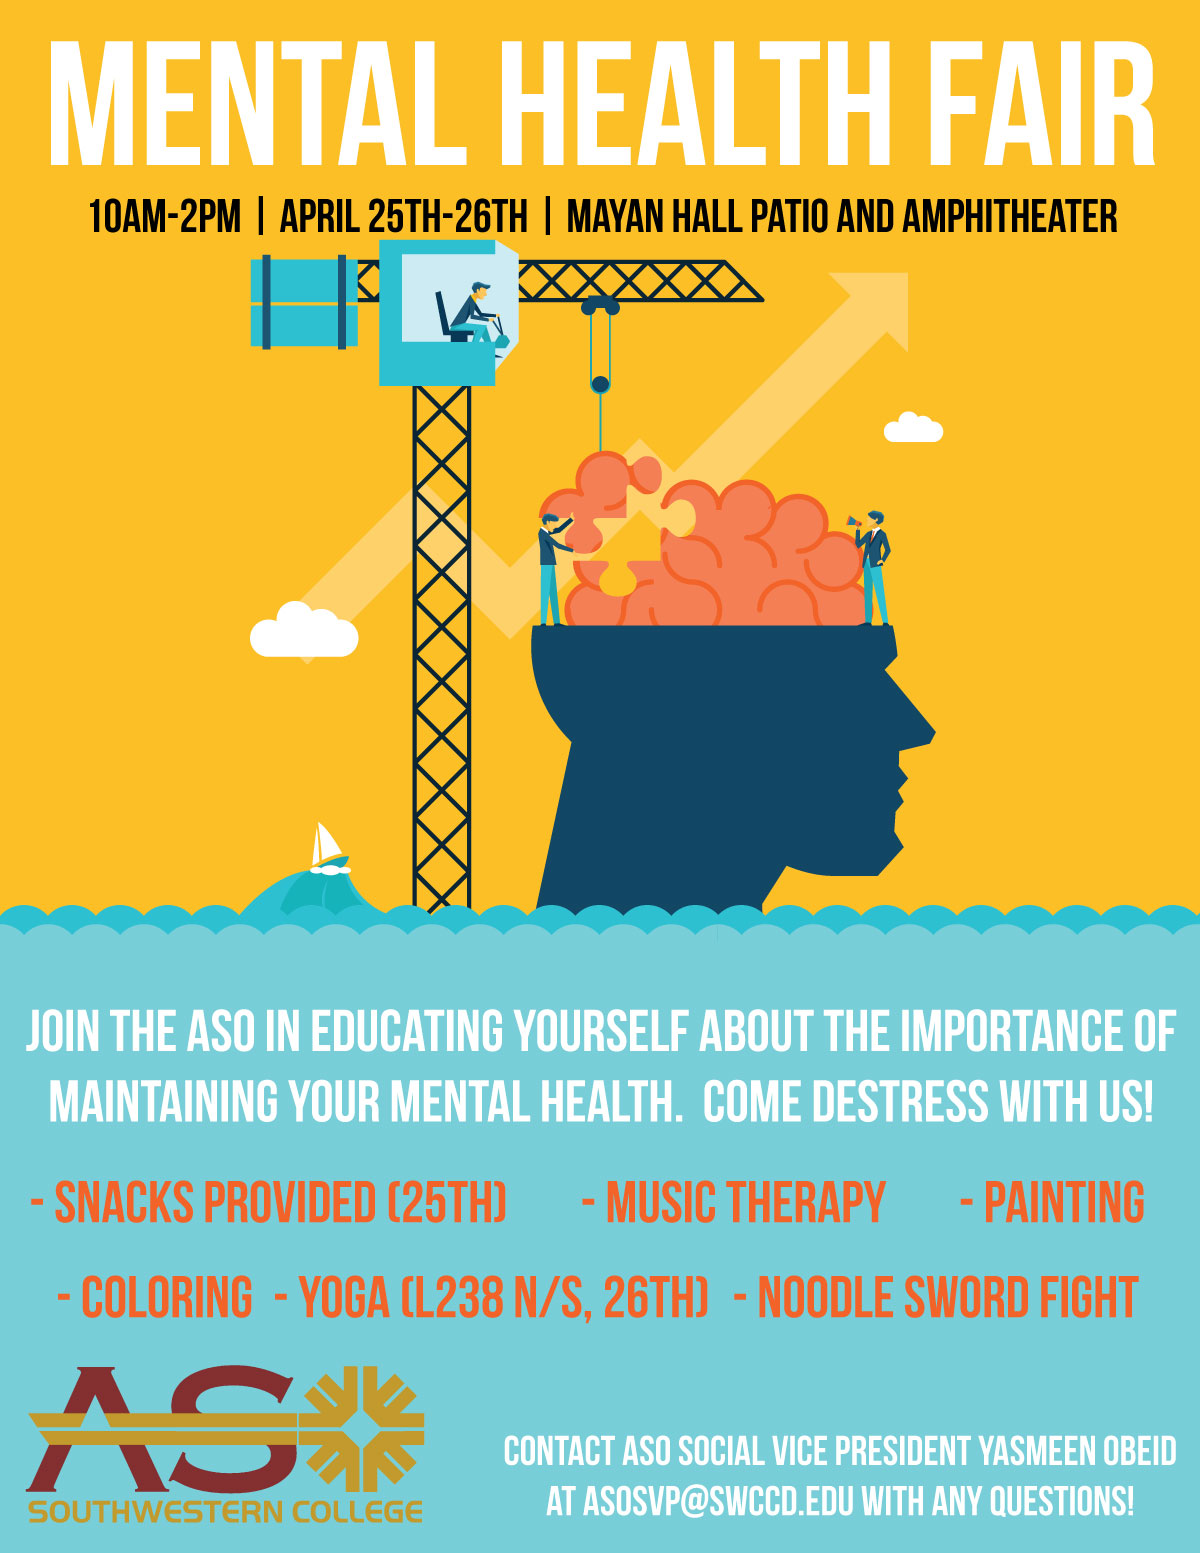 MENTAL HEALTH FAIR
10AM-2PM | APRIL 25TH-26TH | MAYAN HALL PATIO AND AMPHITHEATER
JOIN THE ASO IN EDUCATING YOURSELF ABOUT THE IMPORTANCE OF
MAINTAINING YOUR MENTAL HEALTH. COME DESTRESS WITH US!
- SNACKS PROVIDED (25TH) - MUSIC THERAPY - PAINTING
- COLORING - YOGA (L238 N/S, 26TH) - NOODLE SWORD FIGHT
ASO
SOUTHWESTERN COLLEGE
CONTACT ASO SOCIAL VICE PRESIDENT YASMEEN OBEID
AT ASOSVP@SWCCD.EDU WITH ANY QUESTIONS!